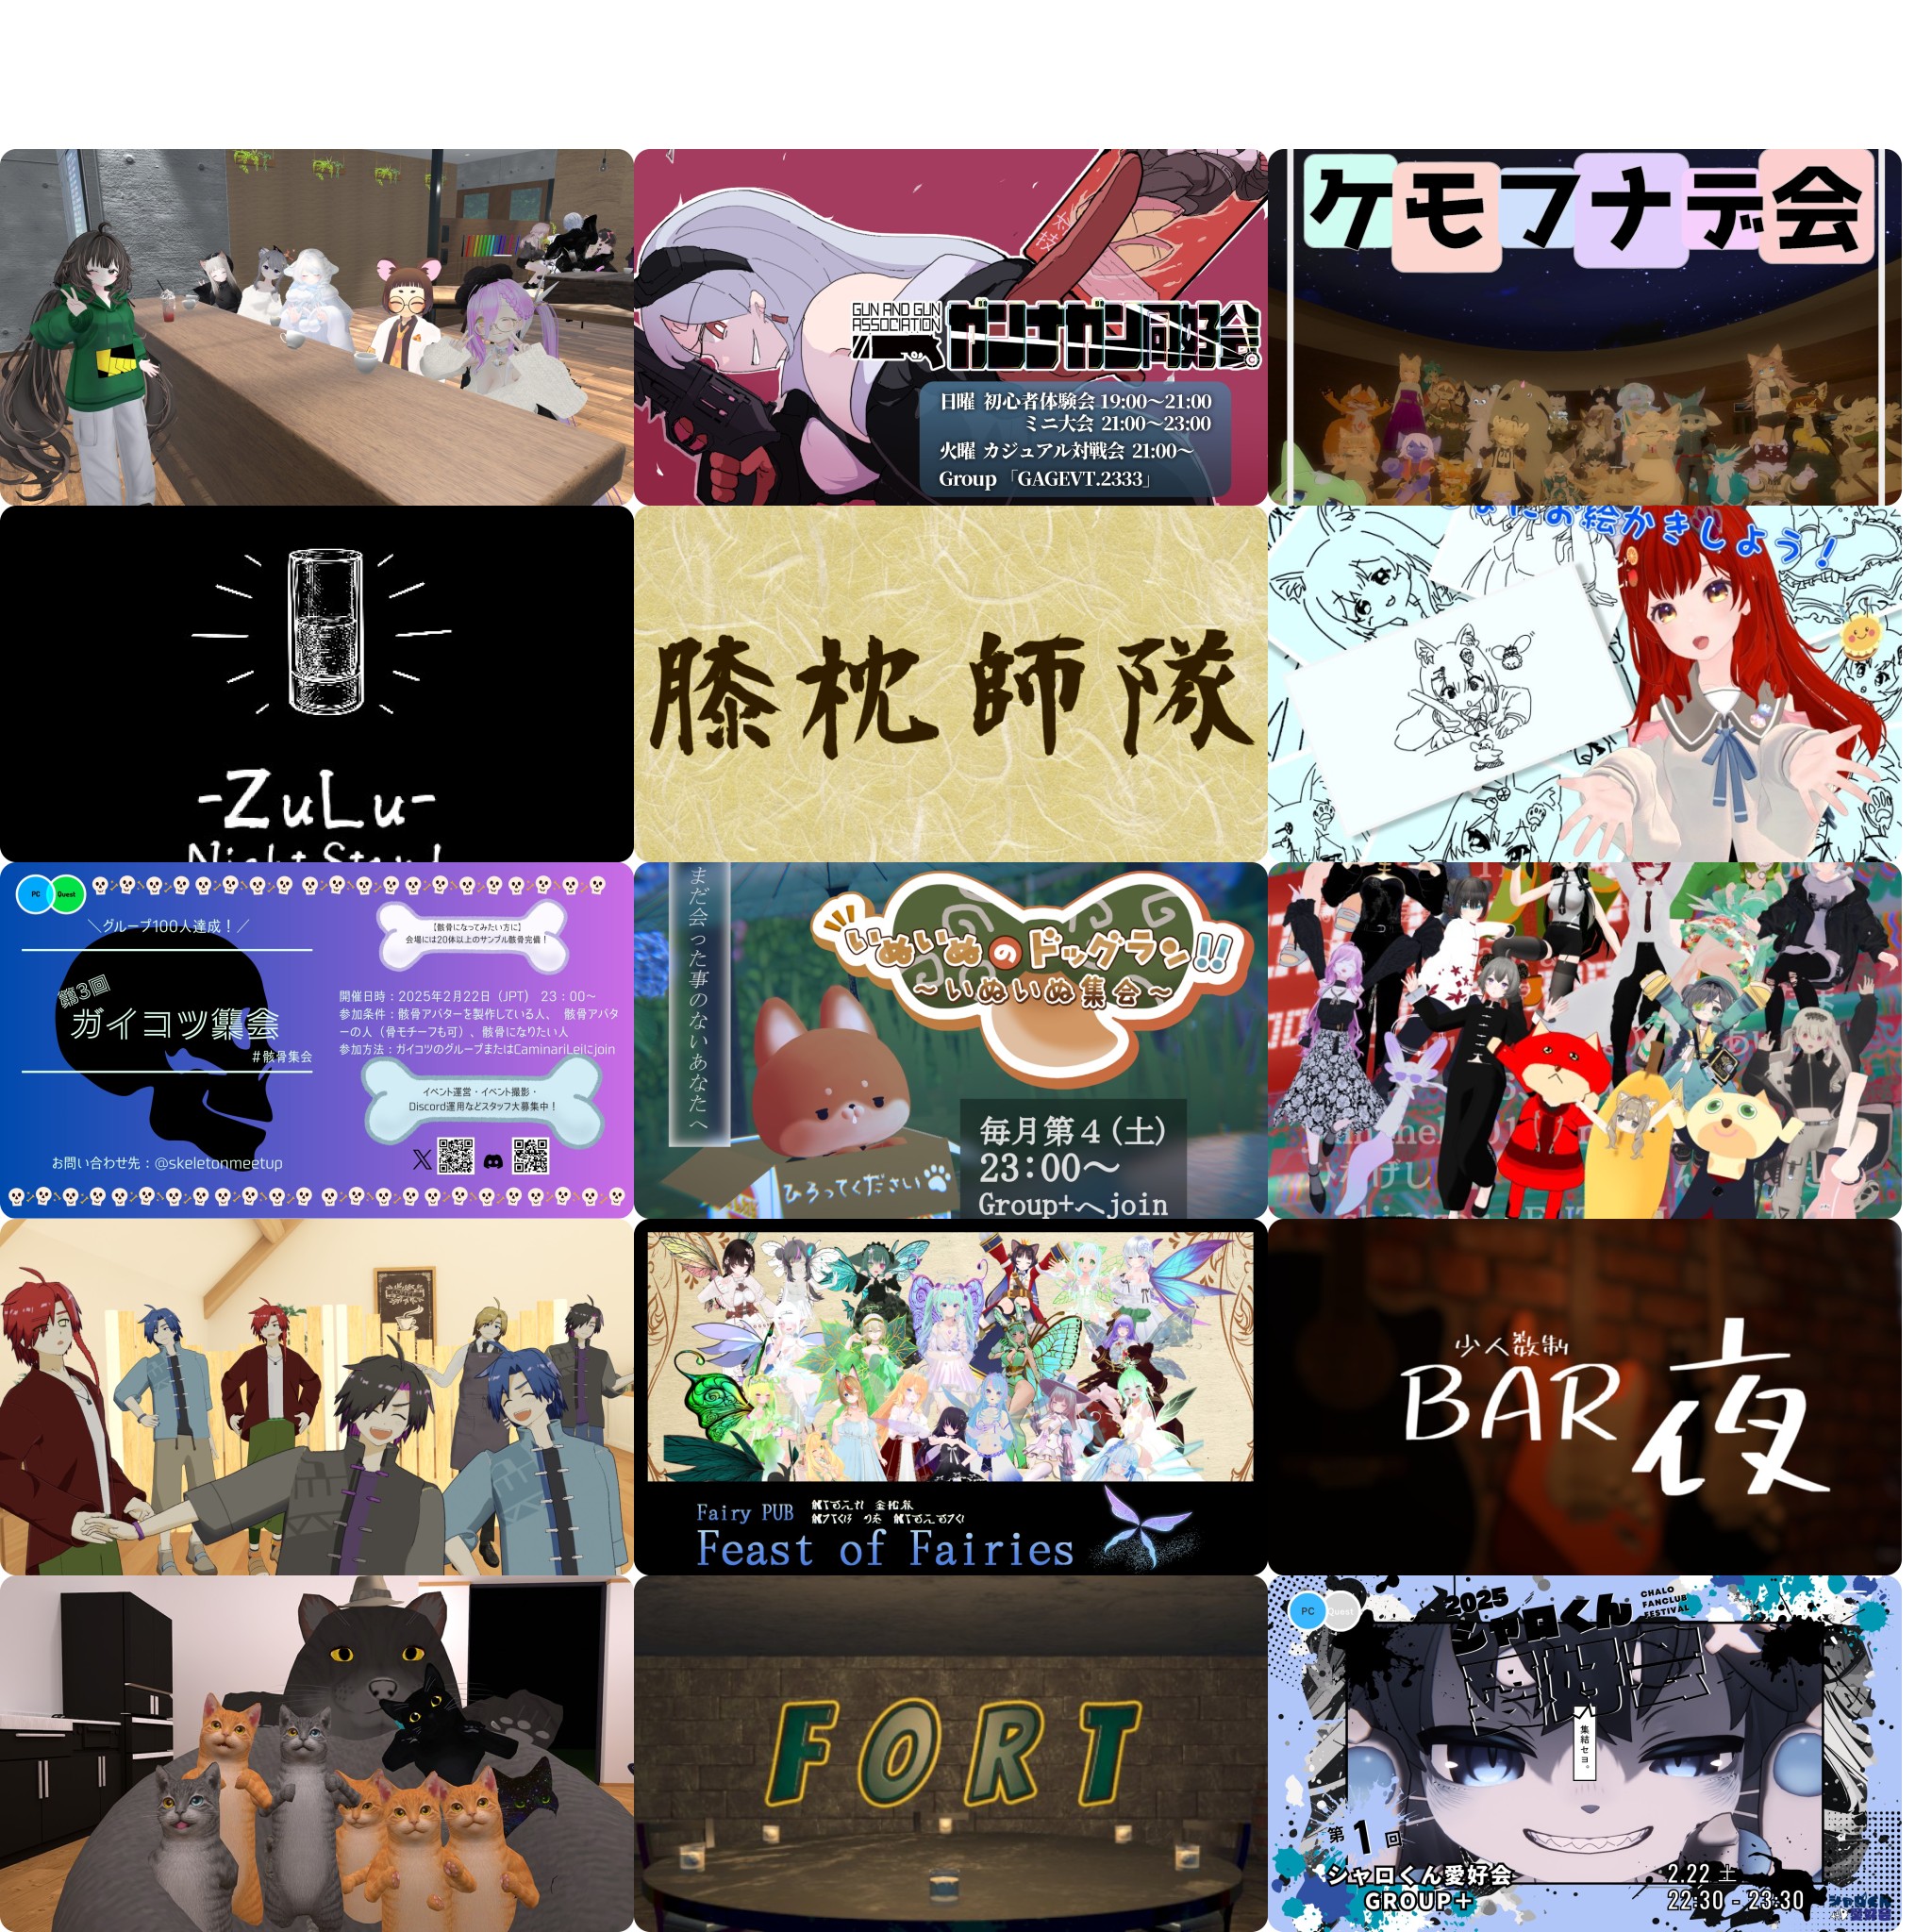 GUN AND GUN
ASSOCIATION
ガンナガン同好会
日曜 初心者体験会 19:00～21:00
ミニ大会 21:00～23:00
火曜 カジュアル対戦会 21:00～
Group「GAGEVT.2333」
ケモフナデ会
-ZuLu-
膝枕師隊
お絵かきしよう！
PC Quest
＼グループ100人達成！／
第3回
ガイコツ集会
#骸骨集会
お問い合わせ先：@skeletonmeetup
【骸骨になってみたい方に】
会場には20体以上のサンプル骸骨完備！
開催日時：2025年2月22日（JPT） 23：00～
参加条件：骸骨アバターを製作している人、 骸骨アバタ
ーの人（骨モチーフも可）、骸骨になりたい人
参加方法：ガイコツのグループまたはCaminariLeiにjoin
イベント運営・イベント撮影・
Discord運用などスタッフ大募集中！
まだ会った事のないあなたへ
いぬいぬのドッグラン!!
～いぬいぬ集会～
ひろってください
毎月第4（土）
23:00～
Group+へjoin
Fairy PUB
Feast of Fairies
少人数制
BAR 夜
FORT
PC Quest
2025
シャロくん
CHALO
FANCLUB
FESTIVAL
愛好会
集結セヨ。
第1回
シャロくん愛好会
GROUP＋
2.22 土
22:30 - 23:30